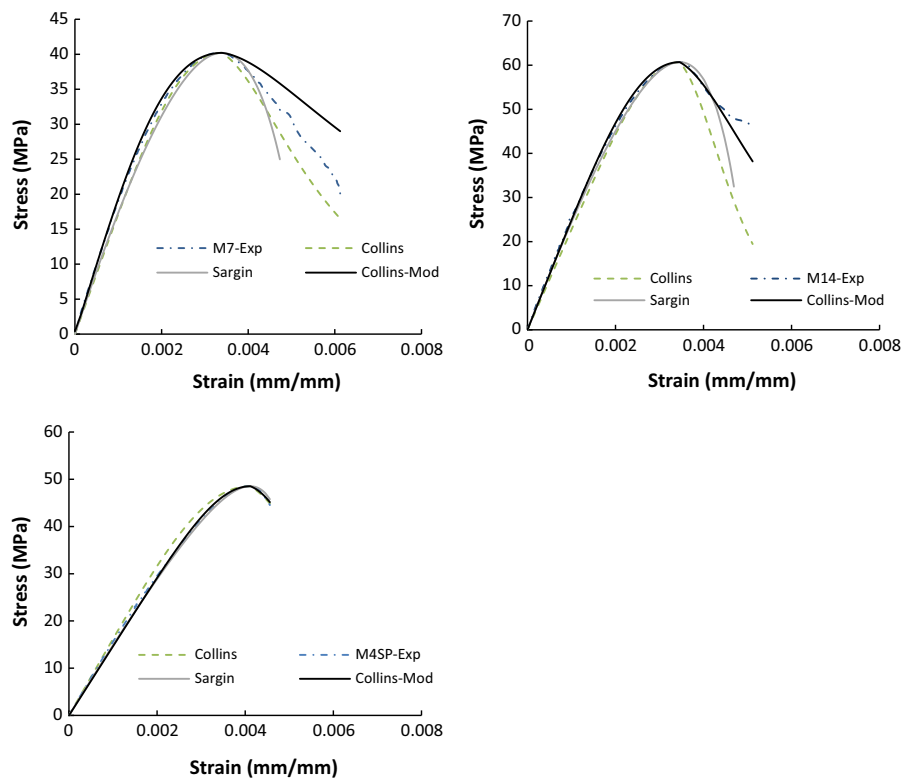 45
40
35
30
25
20
15
10
5
0
Stress (MPa)
M7-Exp Collins
Sargin Collins-Mod
0 0.002 0.004 0.006 0.008
Strain (mm/mm)
70
60
50
40
30
20
10
0
Stress (MPa)
Collins M14-Exp
Sargin Collins-Mod
0 0.002 0.004 0.006 0.008
Strain (mm/mm)
60
50
40
30
20
10
0
Stress (MPa)
Collins M4SP-Exp
Sargin Collins-Mod
0 0.002 0.004 0.006 0.008
Strain (mm/mm)